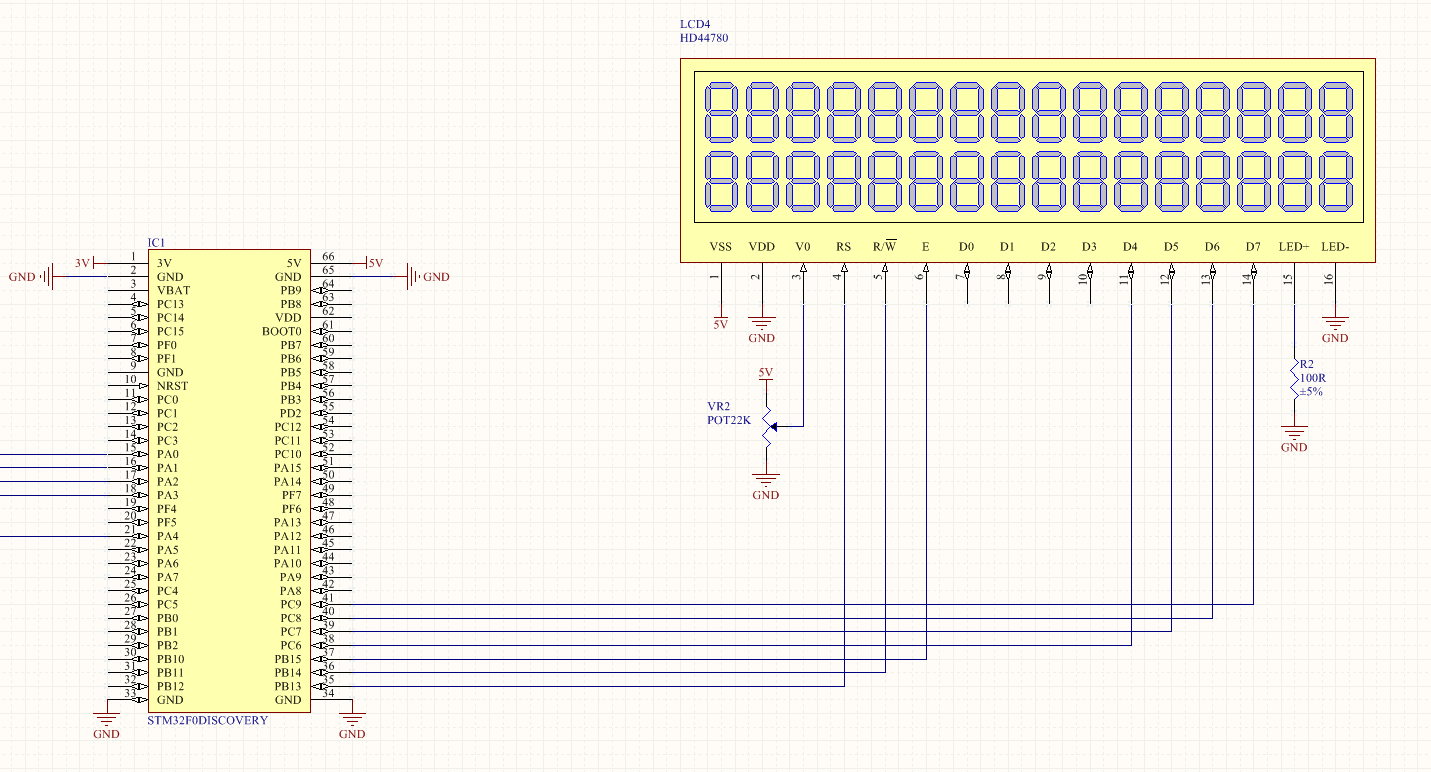 LCD4
HD44780
VSS VDD V0 RS R/W E D0 D1 D2 D3 D4 D5 D6 D7 LED+ LED-
1 2 3 4 5 6 7 8 9 10 11 12 13 14 15 16
5V
GND
GND
5V
VR2
POT22K
GND
R2
100R
±5%
GND
IC1
3V 1 3V 5V 66 5V
GND 2 GND GND 65 GND
3 VBAT PB9 64
4 PC13 PB8 63
5 PC14 VDD 62
6 PC15 BOOT0 61
7 PF0 PB7 60
8 PF1 PB6 59
9 GND PB5 58
10 NRST PB4 57
11 PC0 PB3 56
12 PC1 PD2 55
13 PC2 PC12 54
14 PC3 PC11 53
15 PA0 PC10 52
16 PA1 PA15 51
17 PA2 PA14 50
18 PA3 PF7 49
19 PF4 PF6 48
20 PF5 PA13 47
21 PA4 PA12 46
22 PA5 PA11 45
23 PA6 PA10 44
24 PA7 PA9 43
25 PC4 PA8 42
26 PC5 PC9 41
27 PB0 PC8 40
28 PB1 PC7 39
29 PB2 PC6 38
30 PB10 PB15 37
31 PB11 PB14 36
32 PB12 PB13 35
33 GND GND 34
STM32F0DISCOVERY
GND GND